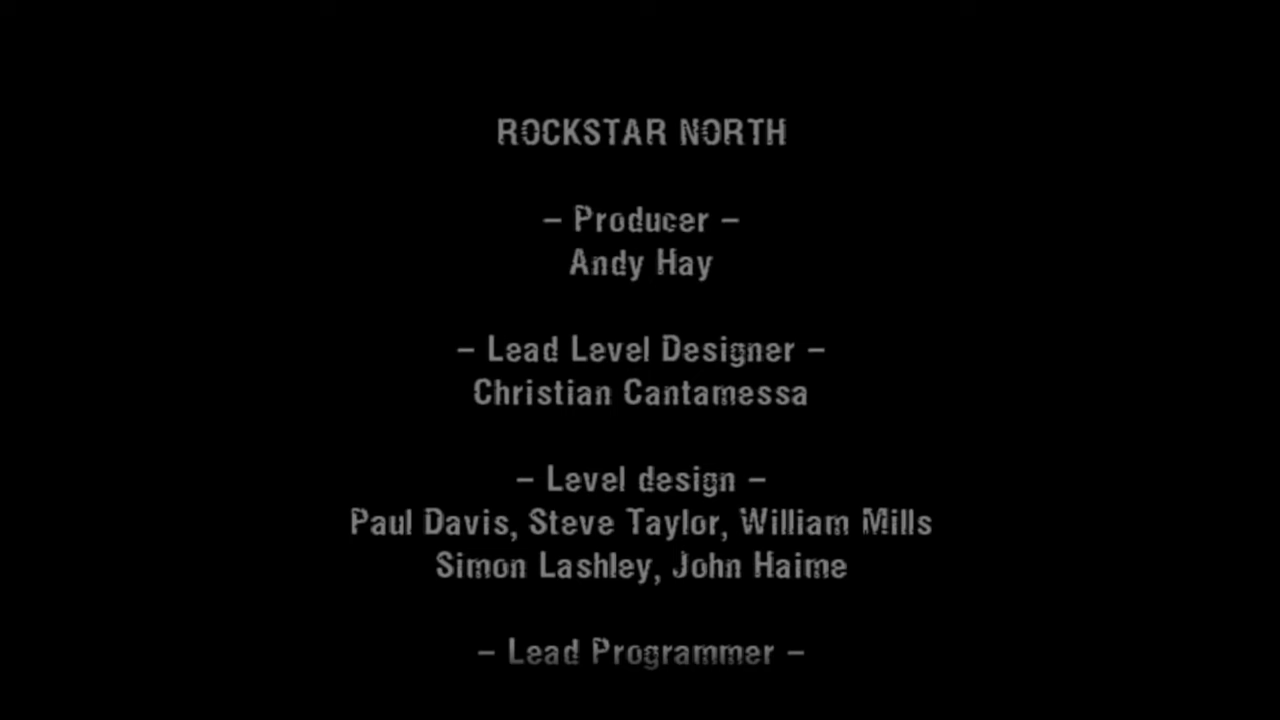 ROCKSTAR NORTH
– Producer –
Andy Hay
– Lead Level Designer –
Christian Cantamessa
– Level design –
Paul Davis, Steve Taylor, William Mills
Simon Lashley, John Haime
– Lead Programmer –